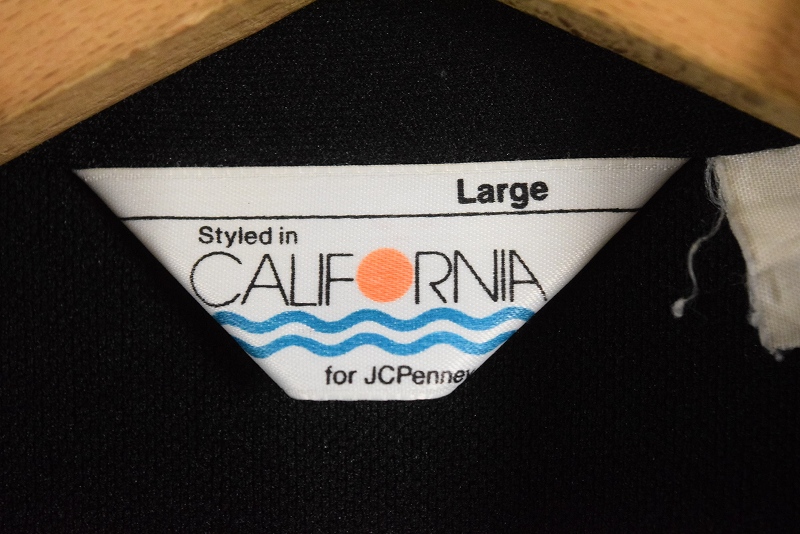 Large
Styled in
CALIFORNIA
for JCPenney